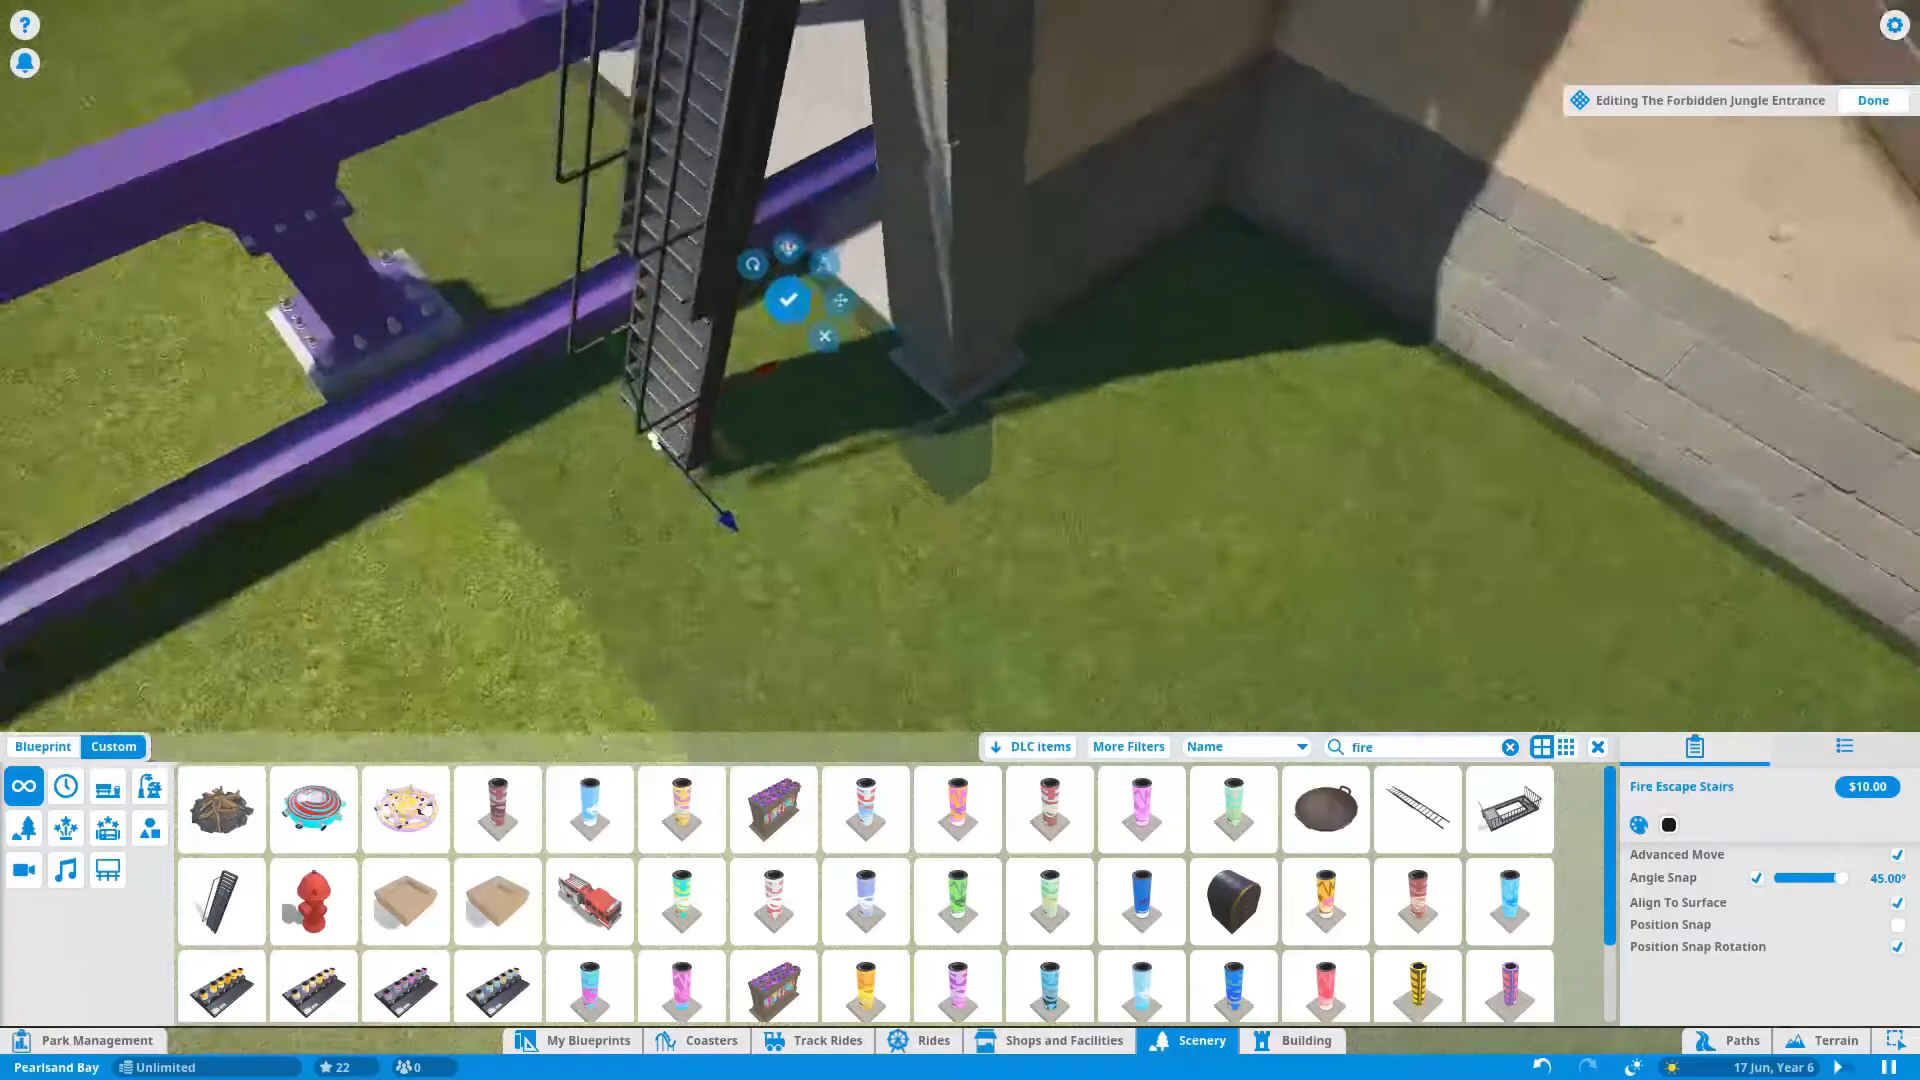 ?
Editing The Forbidden Jungle Entrance Done
Blueprint Custom
DLC items More Filters Name fire
Fire Escape Stairs $10.00
Advanced Move
Angle Snap 45.00°
Align To Surface
Position Snap
Position Snap Rotation
Park Management My Blueprints Coasters Track Rides Rides Shops and Facilities Scenery Building Paths Terrain
Pearlsand Bay Unlimited 22 0 17 Jun, Year 6